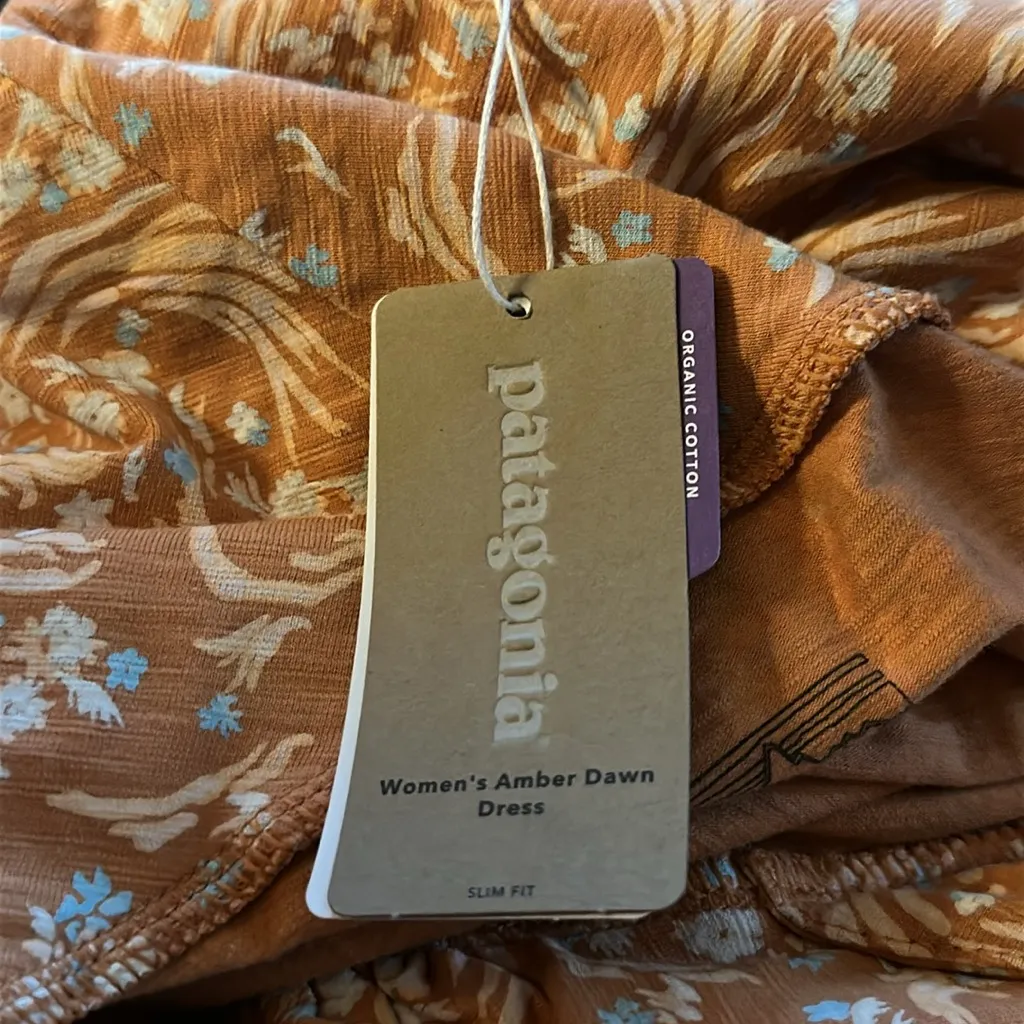 patagonia
ORGANIC COTTON
Women's Amber Dawn
Dress
SLIM FIT